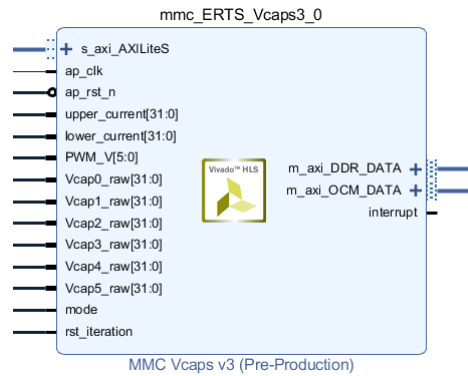 mmc_ERTS_Vcaps3_0
s_axi_AXILiteS
ap_clk
ap_rst_n
upper_current[31:0]
lower_current[31:0]
PWM_V[5:0]
Vcap0_raw[31:0]
Vcap1_raw[31:0]
Vcap2_raw[31:0]
Vcap3_raw[31:0]
Vcap4_raw[31:0]
Vcap5_raw[31:0]
mode
rst_iteration
Vivado™ HLS
m_axi_DDR_DATA
m_axi_OCM_DATA
interrupt
MMC Vcaps v3 (Pre-Production)